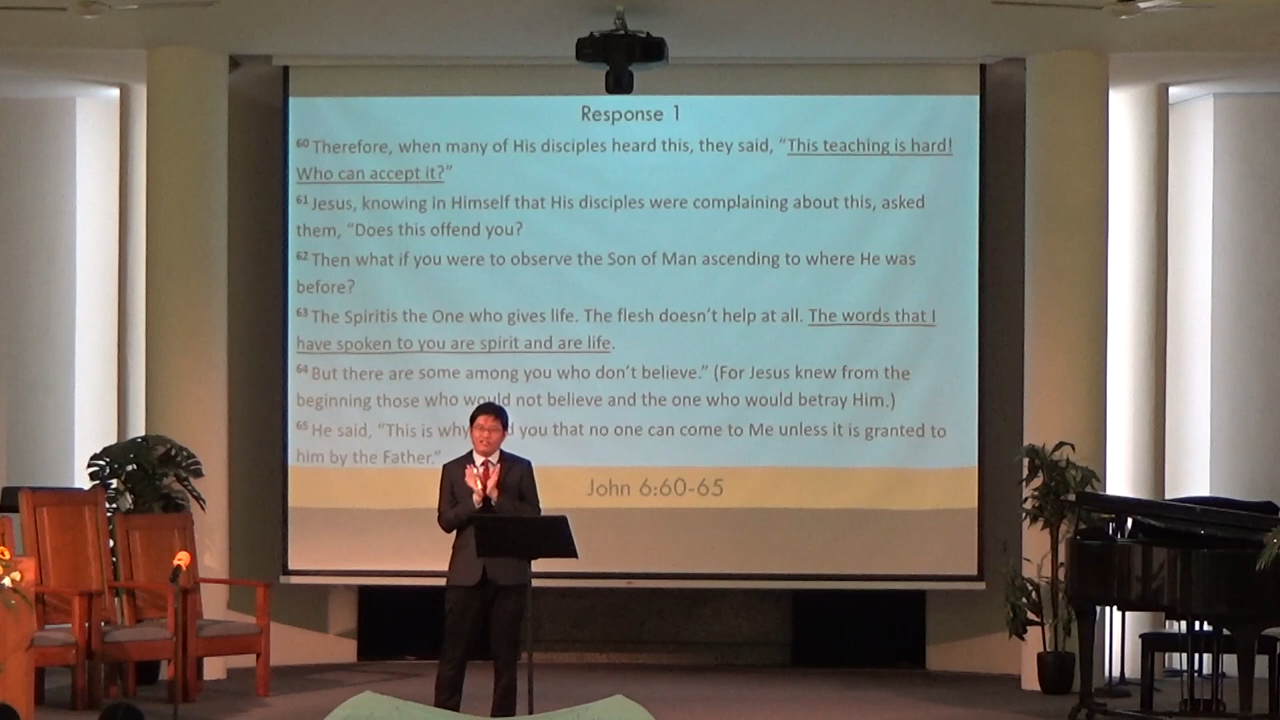 Response 1
60 Therefore, when many of His disciples heard this, they said, “This teaching is hard!
Who can accept it?”
61 Jesus, knowing in Himself that His disciples were complaining about this, asked
them, “Does this offend you?
62 Then what if you were to observe the Son of Man ascending to where He was
before?
63 The Spiritis the One who gives life. The flesh doesn’t help at all. The words that I
have spoken to you are spirit and are life.
64 But there are some among you who don’t believe.” (For Jesus knew from the
beginning those who would not believe and the one who would betray Him.)
65 He said, “This is why you that no one can come to Me unless it is granted to
him by the Father.”
John 6:60-65